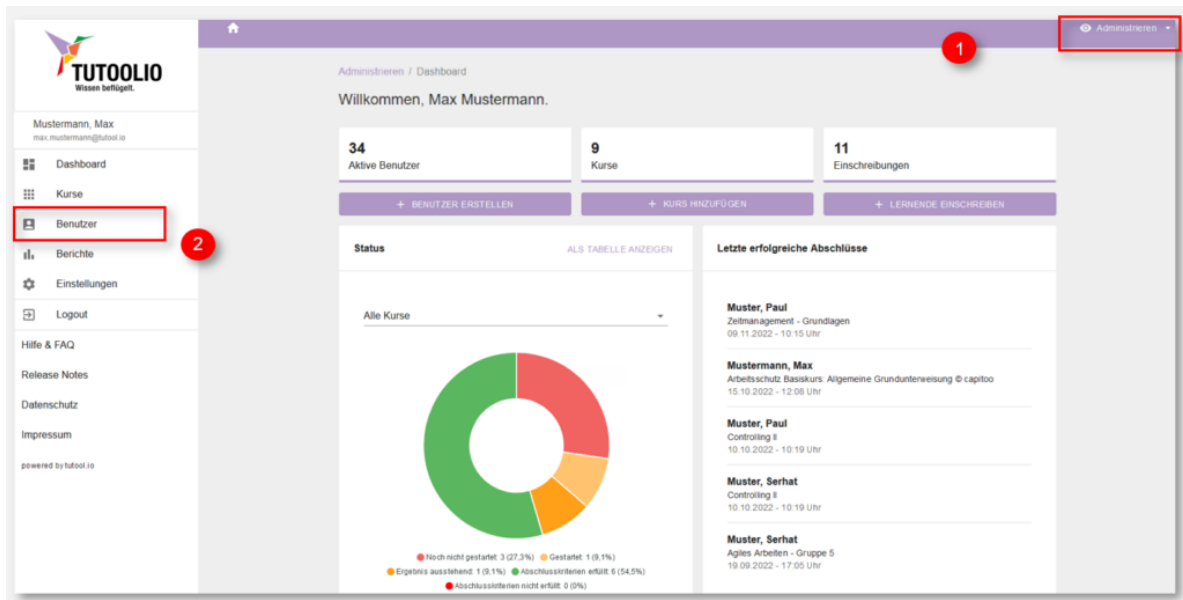 TUTOOLIO
Wissen beflügelt.
Administrieren
1
Mustermann, Max
max.mustermann@tutool.io
Dashboard
Kurse
Benutzer
2
Berichte
Einstellungen
Logout
Hilfe & FAQ
Release Notes
Datenschutz
Impressum
powered by tutool.io
Administrieren / Dashboard
Willkommen, Max Mustermann.
34
Aktive Benutzer
9
Kurse
11
Einschreibungen
+ BENUTZER ERSTELLEN
+ KURS HINZUFÜGEN
+ LERNENDE EINSCHREIBEN
Status
ALS TABELLE ANZEIGEN
Alle Kurse
Noch nicht gestartet: 3 (27,3%) Gestartet: 1 (9,1%)
Ergebnis ausstehend: 1 (9,1%) Abschlusskriterien erfüllt: 6 (54,5%)
Abschlusskriterien nicht erfüllt: 0 (0%)
Letzte erfolgreiche Abschlüsse
Muster, Paul
Zeitmanagement - Grundlagen
09.11.2022 - 10:15 Uhr
Mustermann, Max
Arbeitsschutz Basiskurs: Allgemeine Grundunterweisung © capitoo
15.10.2022 - 12:08 Uhr
Muster, Paul
Controlling II
10.10.2022 - 10:19 Uhr
Muster, Serhat
Controlling II
10.10.2022 - 10:19 Uhr
Muster, Serhat
Agiles Arbeiten - Gruppe 5
19.09.2022 - 17:05 Uhr